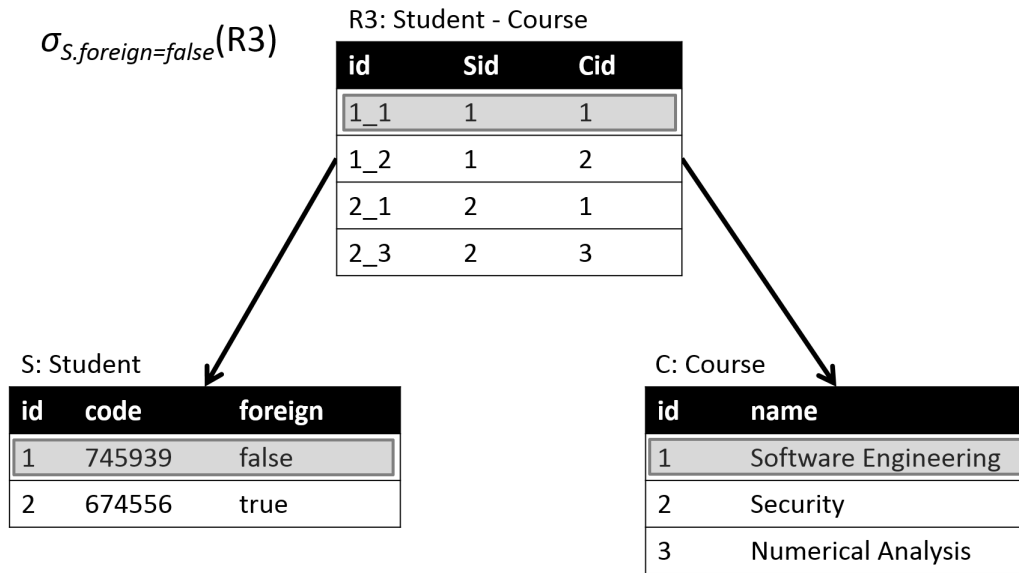 σS.foreign=false(R3)
R3: Student - Course
id Sid Cid
1_1 1 1
1_2 1 2
2_1 2 1
2_3 2 3
S: Student
id code foreign
1 745939 false
2 674556 true
C: Course
id name
1 Software Engineering
2 Security
3 Numerical Analysis